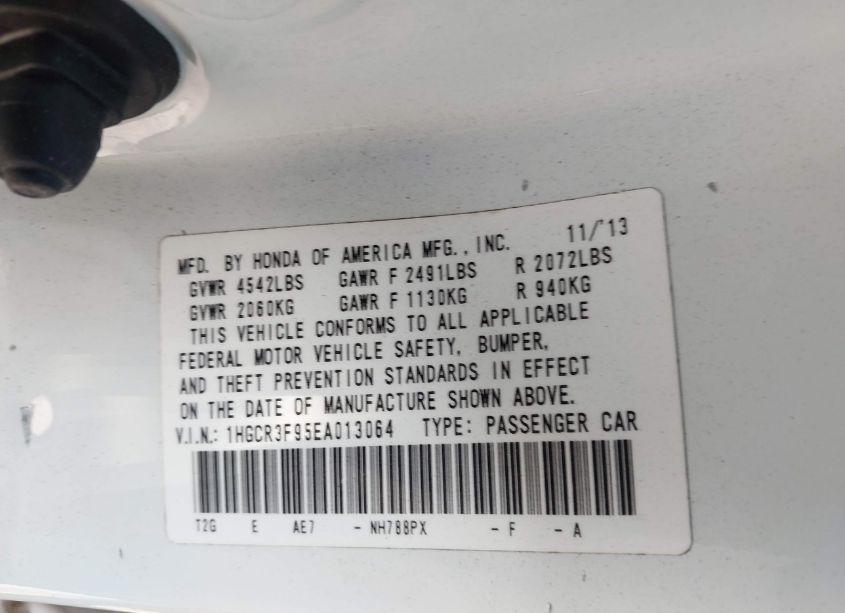 MFD. BY HONDA OF AMERICA MFG., INC. 11/'13
GVWR 4542LBS GAWR F 2491LBS R 2072LBS
GVWR 2060KG GAWR F 1130KG R 940KG
THIS VEHICLE CONFORMS TO ALL APPLICABLE
FEDERAL MOTOR VEHICLE SAFETY, BUMPER,
AND THEFT PREVENTION STANDARDS IN EFFECT
ON THE DATE OF MANUFACTURE SHOWN ABOVE.
V.I.N.: 1HGCR3F95EA013064 TYPE: PASSENGER CAR
T2G E AE7 - NH788PX - F - A